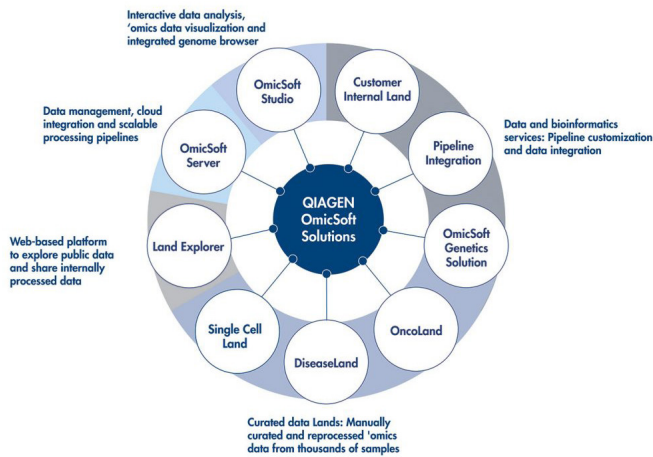 Interactive data analysis,
'omics data visualization and
integrated genome browser
OmicSoft
Studio
Customer
Internal Land
Data management, cloud
integration and scalable
processing pipelines
OmicSoft
Server
Pipeline
Integration
Data and bioinformatics
services: Pipeline customization
and data integration
QIAGEN
OmicSoft
Solutions
Web-based platform
to explore public data
and share internally
processed data
Land Explorer
OmicSoft
Genetics
Solution
Single Cell
Land
DiseaseLand
OncoLand
Curated data Lands: Manually
curated and reprocessed 'omics
data from thousands of samples